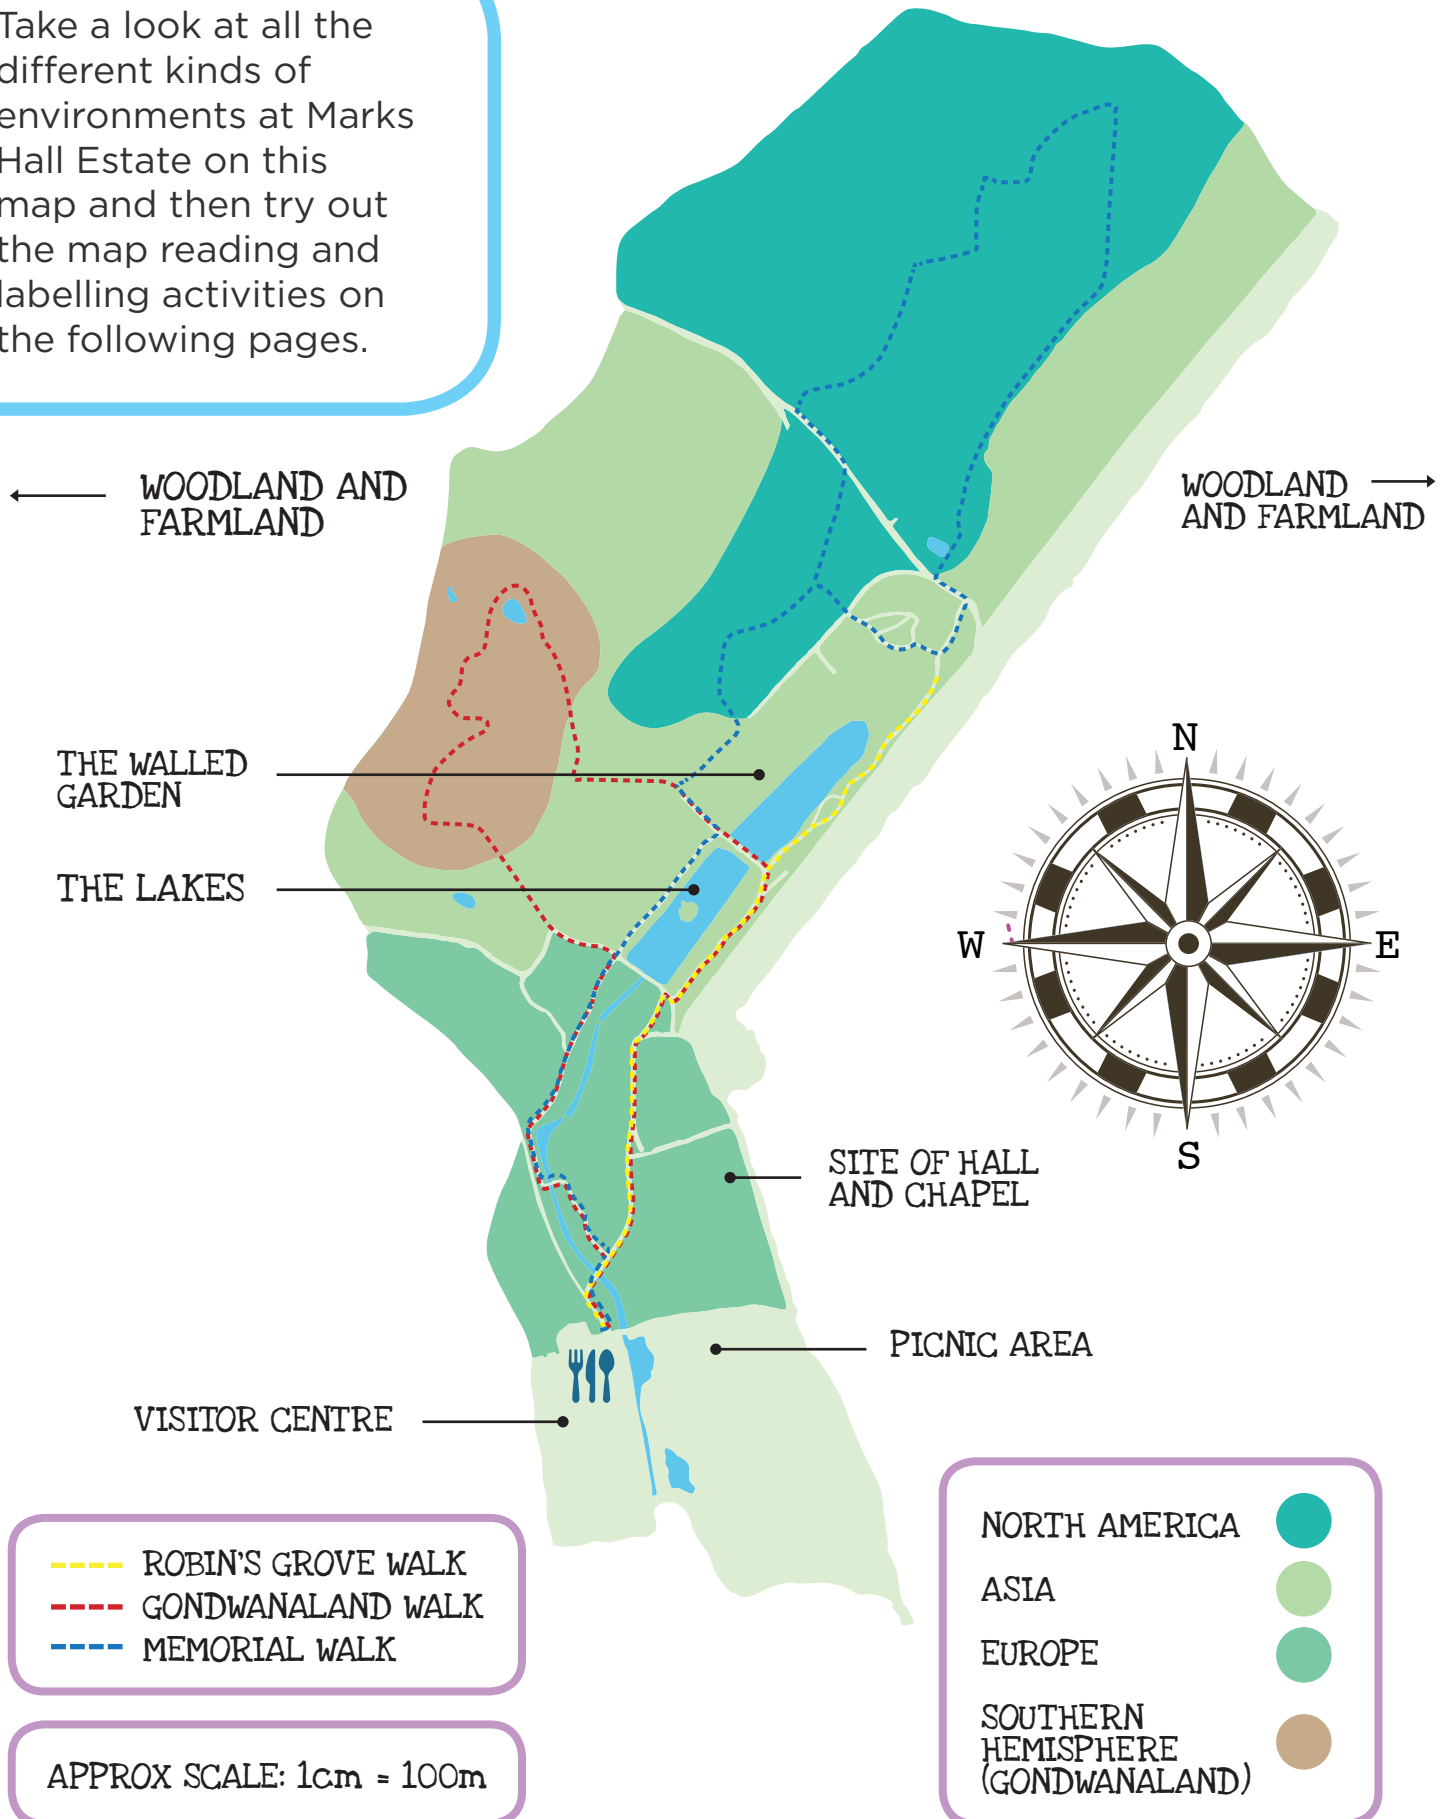 Take a look at all the
different kinds of
environments at Marks
Hall Estate on this
map and then try out
the map reading and
labelling activities on
the following pages.
WOODLAND AND
FARMLAND
WOODLAND
AND FARMLAND
THE WALLED
GARDEN
THE LAKES
N
W
E
S
SITE OF HALL
AND CHAPEL
PICNIC AREA
VISITOR CENTRE
ROBIN'S GROVE WALK
GONDWANALAND WALK
MEMORIAL WALK
APPROX SCALE: 1cm = 100m
NORTH AMERICA
ASIA
EUROPE
SOUTHERN
HEMISPHERE
(GONDWANALAND)